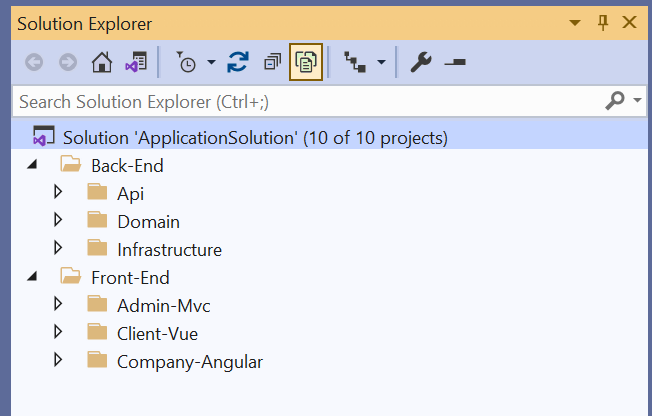 Solution Explorer
Search Solution Explorer (Ctrl+;)
Solution 'ApplicationSolution' (10 of 10 projects)
Back-End
Api
Domain
Infrastructure
Front-End
Admin-Mvc
Client-Vue
Company-Angular